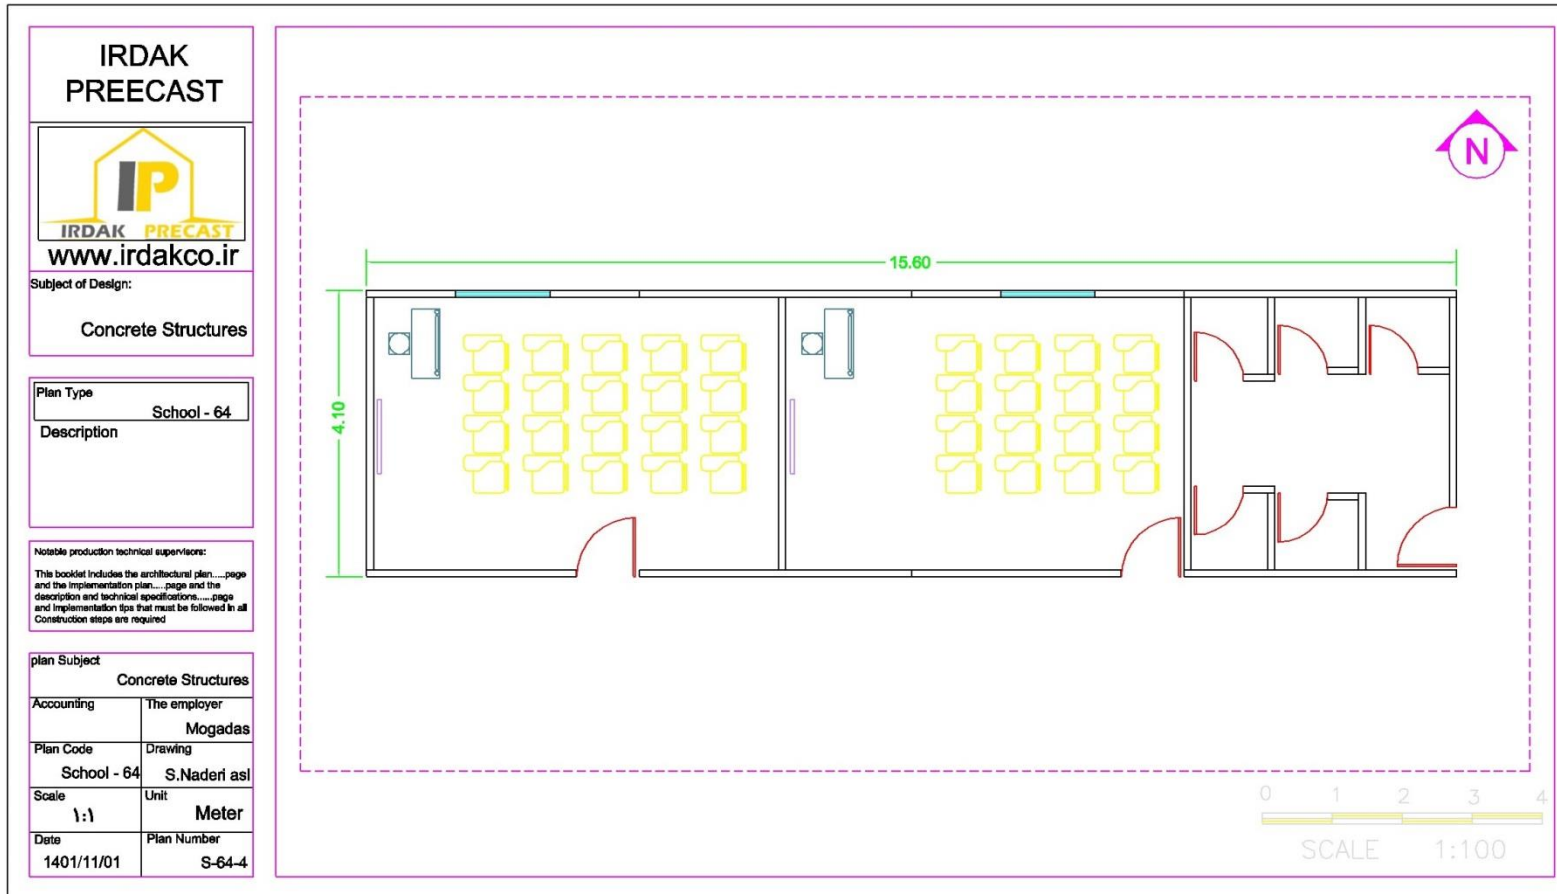 IRDAK
PREECAST
IP
IRDAK PRECAST
www.irdakco.ir
Subject of Design:
Concrete Structures
Plan Type
School - 64
Description
Notable production technical supervisors:
This booklet includes the architectural plan.....page
and the implementation plan.....page and the
description and technical specifications......page
and implementation tips that must be followed in all
Construction steps are required
plan Subject
Concrete Structures
Accounting
The employer
Mogadas
Plan Code
School - 64
Drawing
S.Naderi asl
Scale
۱:۱
Unit
Meter
Date
1401/11/01
Plan Number
S-64-4
N
15.60
4.10
0 1 2 3 4
SCALE 1:100